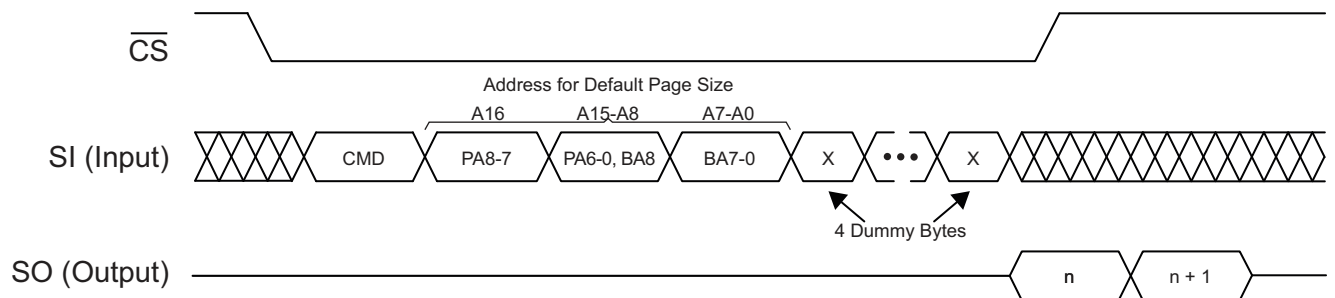 CS
Address for Default Page Size
A16 A15-A8 A7-A0
SI (Input) CMD PA8-7 PA6-0, BA8 BA7-0 X ••• X
4 Dummy Bytes
SO (Output) n n + 1